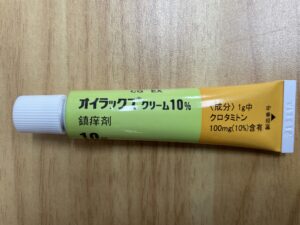 オイラックス クリーム10%
鎮痒剤
〈成分〉1g中
クロタミトン
100mg(10%)含有